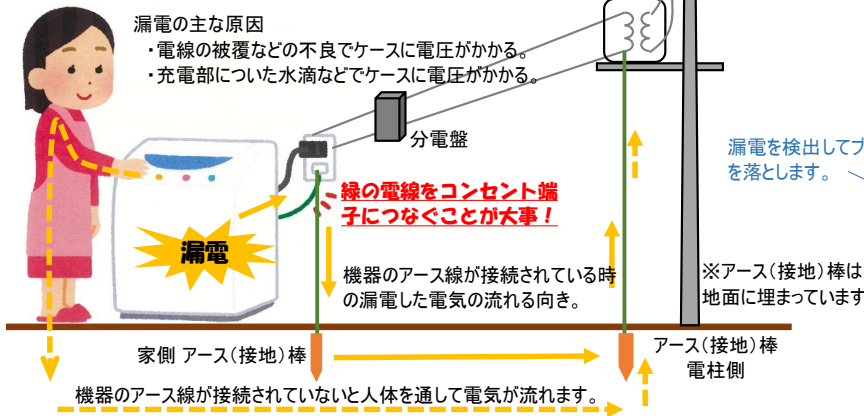 漏電の主な原因
・電線の被覆などの不良でケースに電圧がかかる。
・充電部についた水滴などでケースに電圧がかかる。
分電盤
漏電を検出してブ
を落とします。
緑の電線をコンセント端
子につなぐことが大事！
漏電
機器のアース線が接続されている時
の漏電した電気の流れる向き。
※アース（接地）棒は
地面に埋まっています
家側 アース（接地）棒
アース（接地）棒
電柱側
機器のアース線が接続されていないと人体を通して電気が流れます。